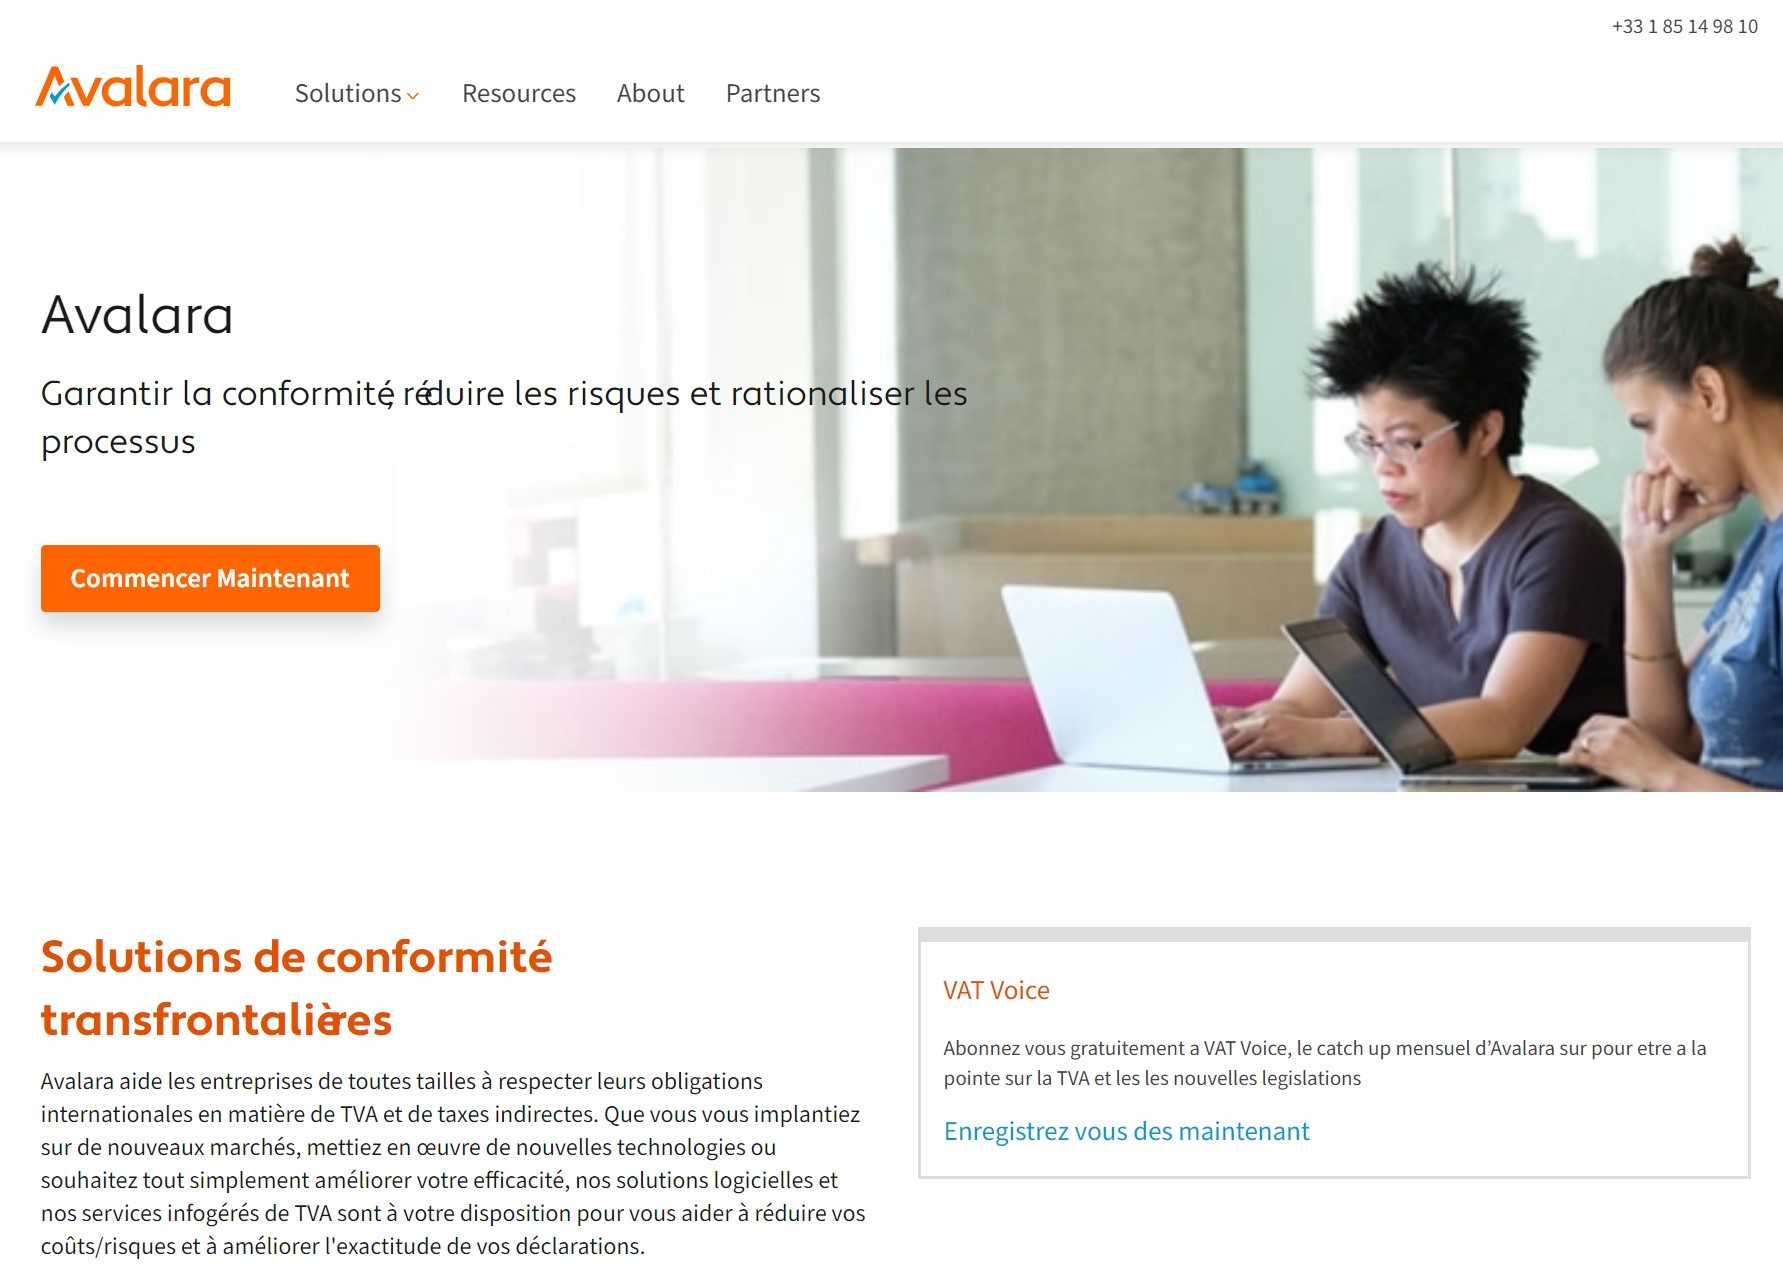 +33 1 85 14 98 10
Avalara
Solutions
Resources
About
Partners
Avalara
Garantir la conformité, réduire les risques et rationaliser les
processus
Commencer Maintenant
Solutions de conformité
transfrontalières
Avalara aide les entreprises de toutes tailles à respecter leurs obligations
internationales en matière de TVA et de taxes indirectes. Que vous vous implantiez
sur de nouveaux marchés, mettiez en œuvre de nouvelles technologies ou
souhaitez tout simplement améliorer votre efficacité, nos solutions logicielles et
nos services infogérés de TVA sont à votre disposition pour vous aider à réduire vos
coûts/risques et à améliorer l'exactitude de vos déclarations.
VAT Voice
Abonnez vous gratuitement a VAT Voice, le catch up mensuel d’Avalara sur pour etre a la
pointe sur la TVA et les les nouvelles legislations
Enregistrez vous des maintenant